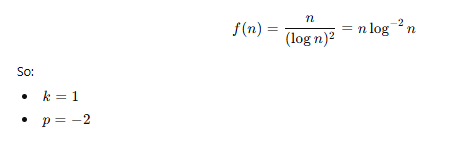 f(n) = n / (log n)² = n log⁻² n
So:
• k = 1
• p = −2